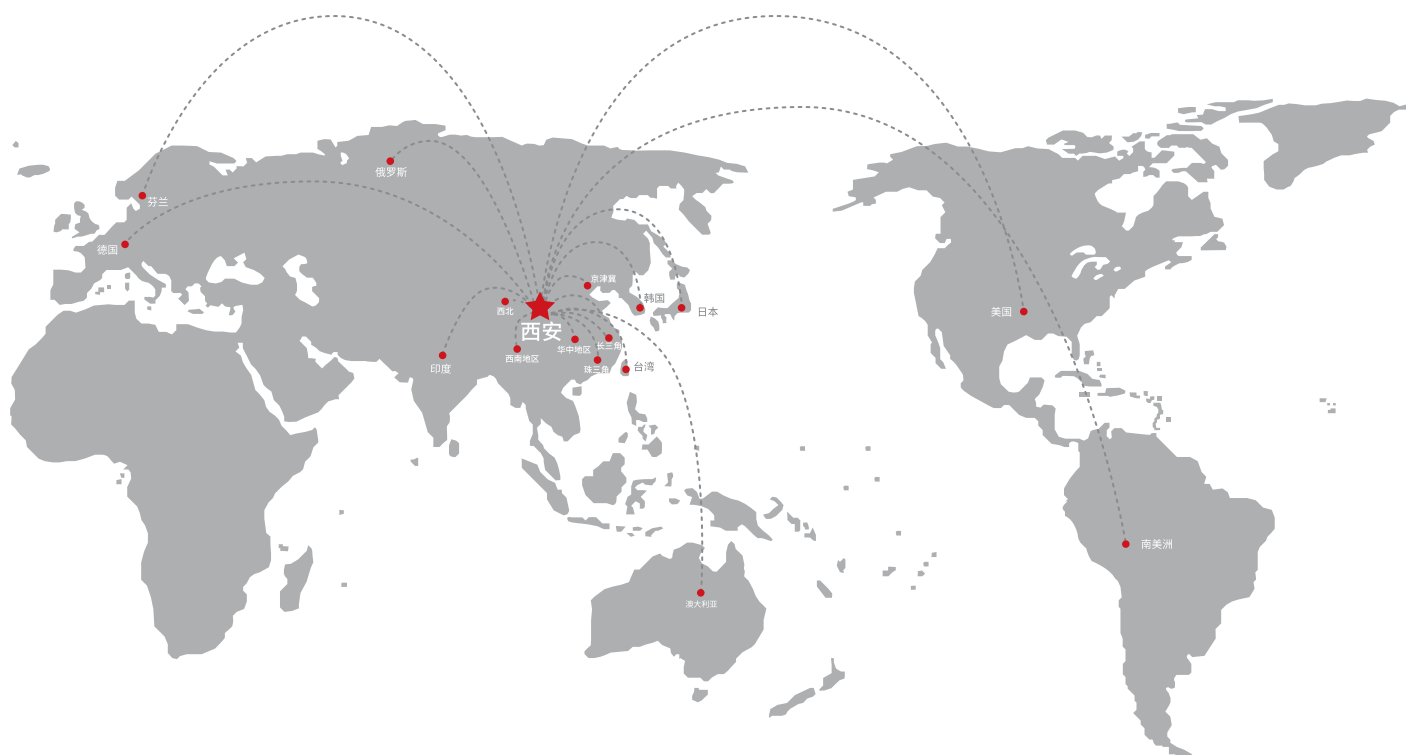 俄罗斯
芬兰
德国
京津冀
韩国
西北
日本
美国
西安
华中地区
长三角
西南地区
印度
珠三角
台湾
南美洲
澳大利亚